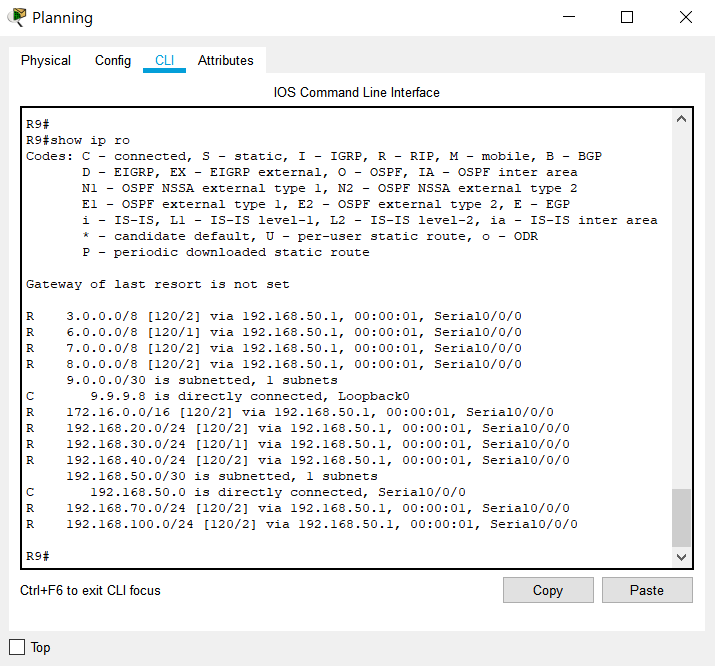 Planning
Physical Config CLI Attributes
IOS Command Line Interface
R9#
R9#show ip ro
Codes: C - connected, S - static, I - IGRP, R - RIP, M - mobile, B - BGP
       D - EIGRP, EX - EIGRP external, O - OSPF, IA - OSPF inter area
       N1 - OSPF NSSA external type 1, N2 - OSPF NSSA external type 2
       E1 - OSPF external type 1, E2 - OSPF external type 2, E - EGP
       i - IS-IS, L1 - IS-IS level-1, L2 - IS-IS level-2, ia - IS-IS inter area
       * - candidate default, U - per-user static route, o - ODR
       P - periodic downloaded static route
Gateway of last resort is not set
R    3.0.0.0/8 [120/2] via 192.168.50.1, 00:00:01, Serial0/0/0
R    6.0.0.0/8 [120/1] via 192.168.50.1, 00:00:01, Serial0/0/0
R    7.0.0.0/8 [120/2] via 192.168.50.1, 00:00:01, Serial0/0/0
R    8.0.0.0/8 [120/2] via 192.168.50.1, 00:00:01, Serial0/0/0
     9.0.0.0/30 is subnetted, 1 subnets
C       9.9.9.8 is directly connected, Loopback0
R    172.16.0.0/16 [120/2] via 192.168.50.1, 00:00:01, Serial0/0/0
R    192.168.20.0/24 [120/2] via 192.168.50.1, 00:00:01, Serial0/0/0
R    192.168.30.0/24 [120/1] via 192.168.50.1, 00:00:01, Serial0/0/0
R    192.168.40.0/24 [120/2] via 192.168.50.1, 00:00:01, Serial0/0/0
     192.168.50.0/30 is subnetted, 1 subnets
C       192.168.50.0 is directly connected, Serial0/0/0
R    192.168.70.0/24 [120/2] via 192.168.50.1, 00:00:01, Serial0/0/0
R    192.168.100.0/24 [120/2] via 192.168.50.1, 00:00:01, Serial0/0/0
R9#
Ctrl+F6 to exit CLI focus Copy Paste
Top